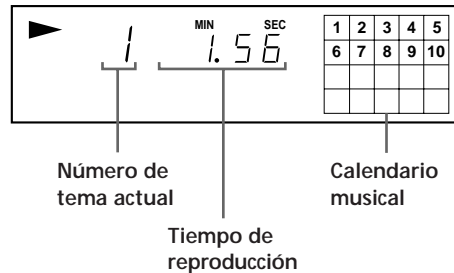 MIN SEC
1 1.56
1 2 3 4 5
6 7 8 9 10
Número de
tema actual
Calendario
musical
Tiempo de
reproducción